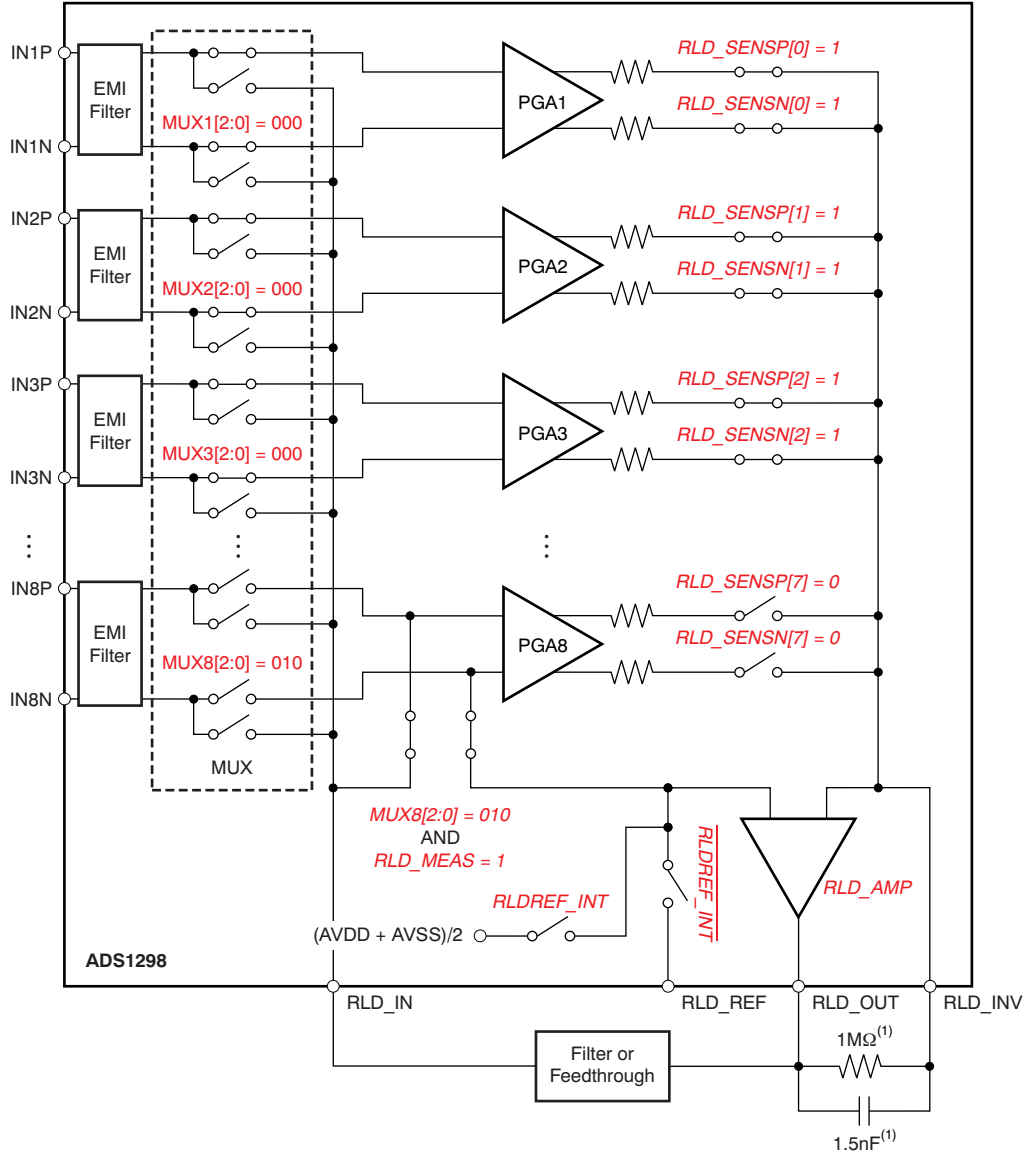 IN1P
EMI
Filter
IN1N
MUX1[2:0] = 000
PGA1
RLD_SENSP[0] = 1
RLD_SENSN[0] = 1
IN2P
EMI
Filter
IN2N
MUX2[2:0] = 000
PGA2
RLD_SENSP[1] = 1
RLD_SENSN[1] = 1
IN3P
EMI
Filter
IN3N
MUX3[2:0] = 000
PGA3
RLD_SENSP[2] = 1
RLD_SENSN[2] = 1
IN8P
EMI
Filter
IN8N
MUX8[2:0] = 010
PGA8
RLD_SENSP[7] = 0
RLD_SENSN[7] = 0
MUX
MUX8[2:0] = 010
AND
RLD_MEAS = 1
RLDREF_INT
(AVDD + AVSS)/2
RLDREF_INT
RLD_AMP
ADS1298
RLD_IN
RLD_REF
RLD_OUT
RLD_INV
Filter or
Feedthrough
1MΩ(1)
1.5nF(1)